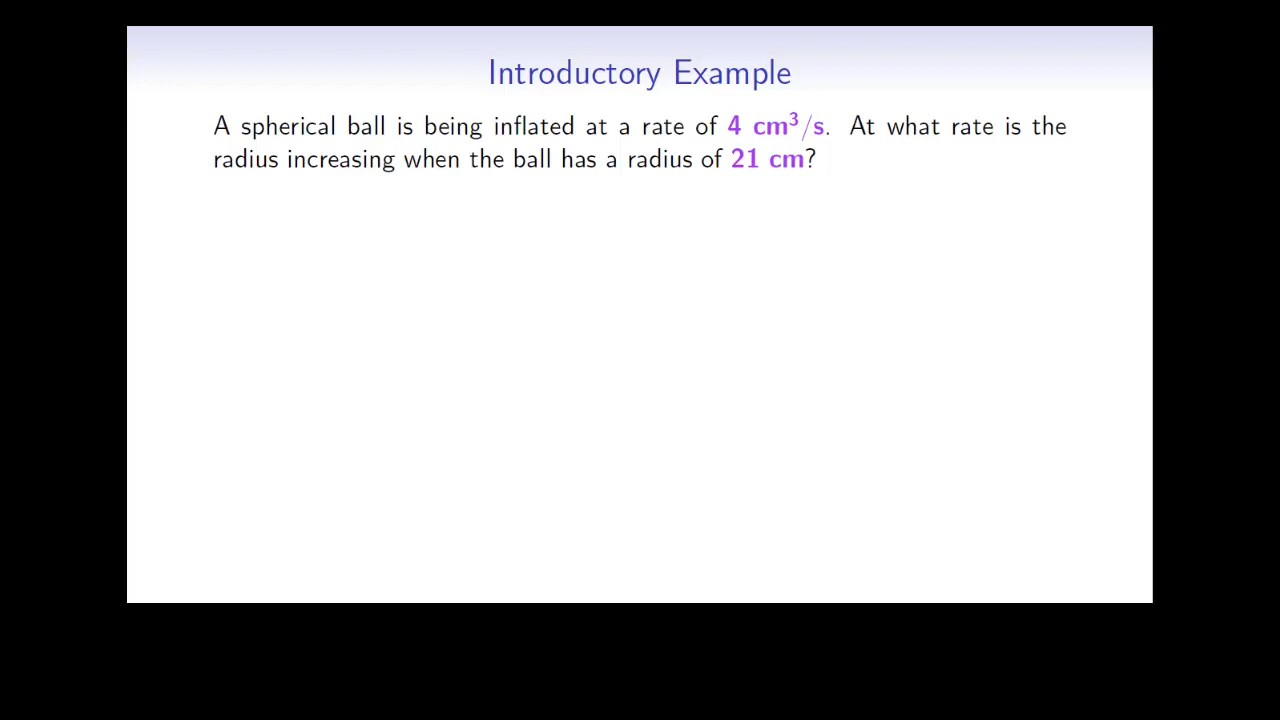 Introductory Example
A spherical ball is being inflated at a rate of 4 cm³/s. At what rate is the
radius increasing when the ball has a radius of 21 cm?